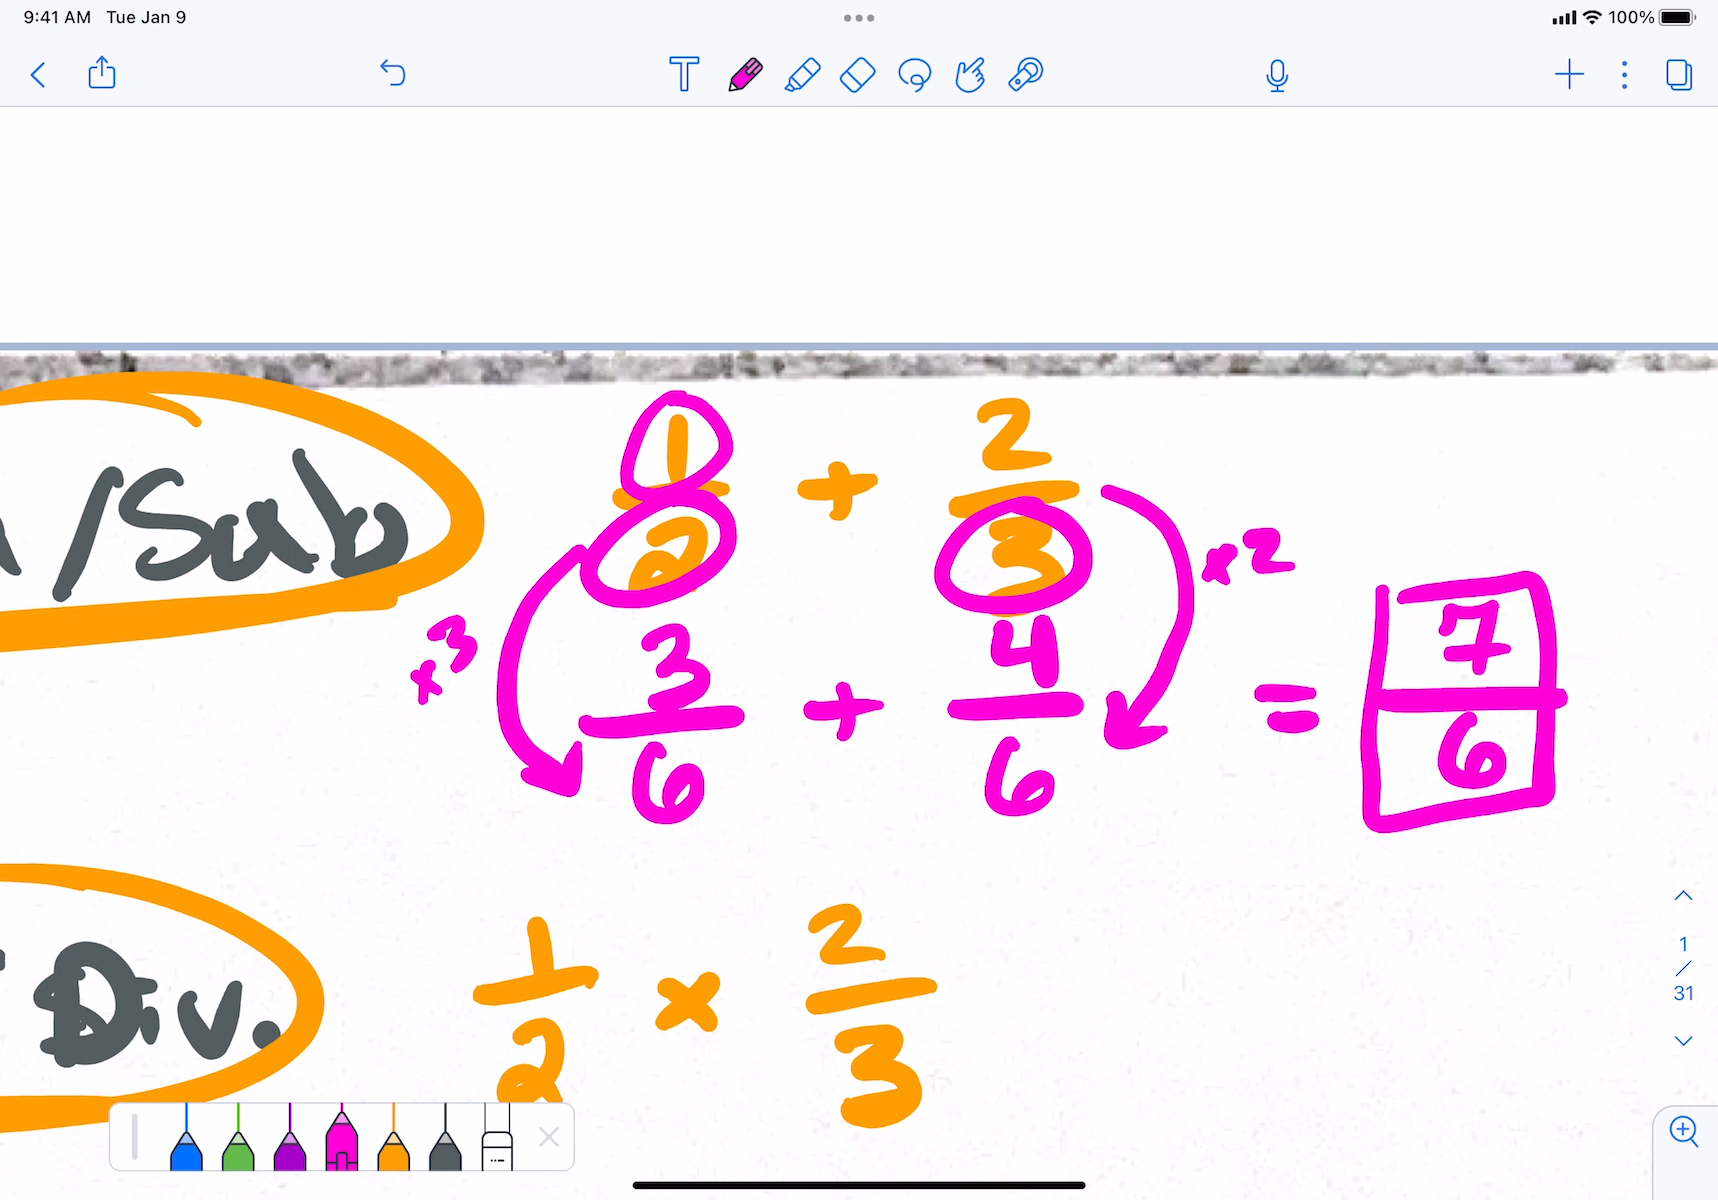 9:41 AM Tue Jan 9
100%
/Sub
1/2 + 2/3
x3
x2
3/6 + 4/6 = 7/6
Div.
1/2 x 2/3
1
/
31